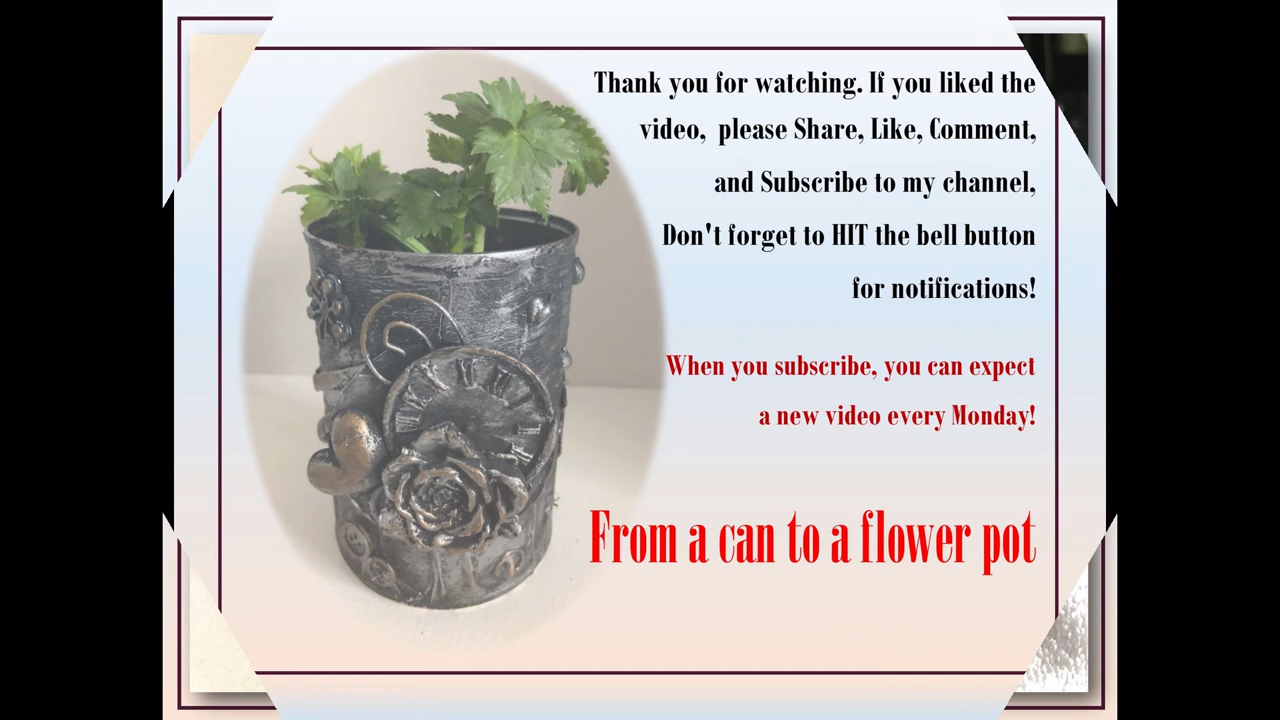 Thank you for watching. If you liked the
video, please Share, Like, Comment,
and Subscribe to my channel,
Don't forget to HIT the bell button
for notifications!
When you subscribe, you can expect
a new video every Monday!
From a can to a flower pot